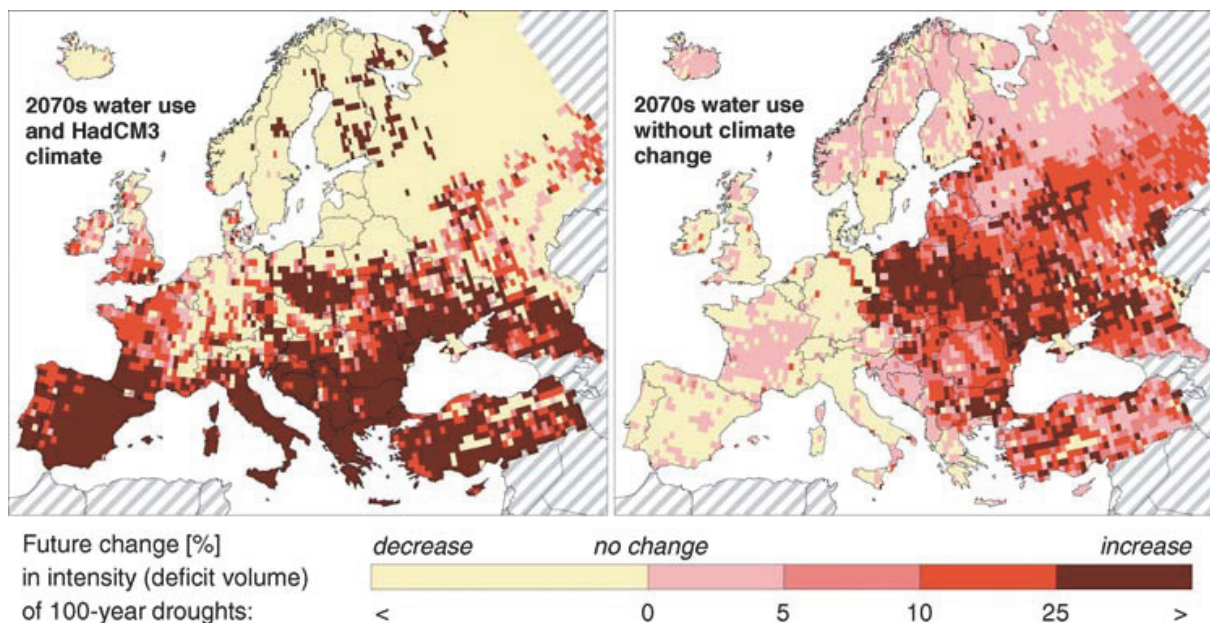 2070s water use
and HadCM3
climate
2070s water use
without climate
change
Future change [%]
in intensity (deficit volume)
of 100-year droughts:
decrease no change increase
< 0 5 10 25 >